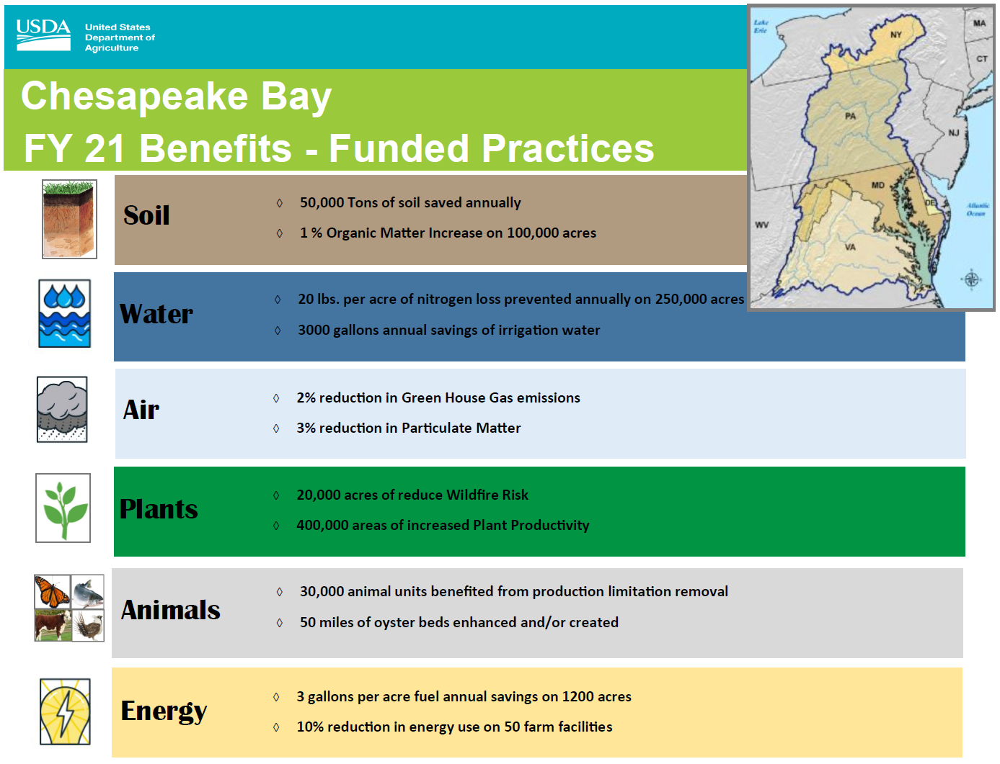 USDA
United States
Department of
Agriculture
Chesapeake Bay
FY 21 Benefits - Funded Practices
Lake
Erie
NY
MA
CT
PA
NJ
MD
DE
WV
VA
Atlantic
Ocean
Soil
◊ 50,000 Tons of soil saved annually
◊ 1 % Organic Matter Increase on 100,000 acres
Water
◊ 20 lbs. per acre of nitrogen loss prevented annually on 250,000 acres
◊ 3000 gallons annual savings of irrigation water
Air
◊ 2% reduction in Green House Gas emissions
◊ 3% reduction in Particulate Matter
Plants
◊ 20,000 acres of reduce Wildfire Risk
◊ 400,000 areas of increased Plant Productivity
Animals
◊ 30,000 animal units benefited from production limitation removal
◊ 50 miles of oyster beds enhanced and/or created
Energy
◊ 3 gallons per acre fuel annual savings on 1200 acres
◊ 10% reduction in energy use on 50 farm facilities